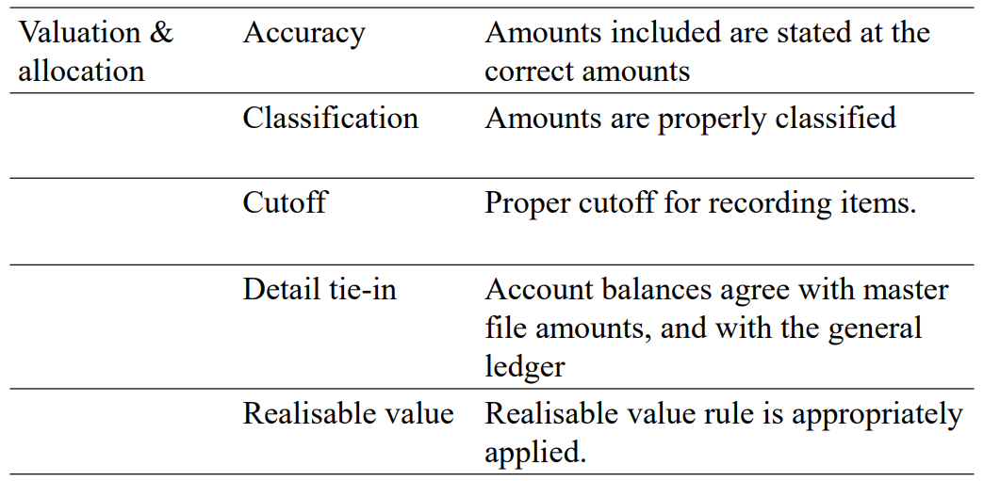 Valuation & Accuracy Amounts included are stated at the
allocation correct amounts
Classification Amounts are properly classified
Cutoff Proper cutoff for recording items.
Detail tie-in Account balances agree with master
file amounts, and with the general
ledger
Realisable value Realisable value rule is appropriately
applied.